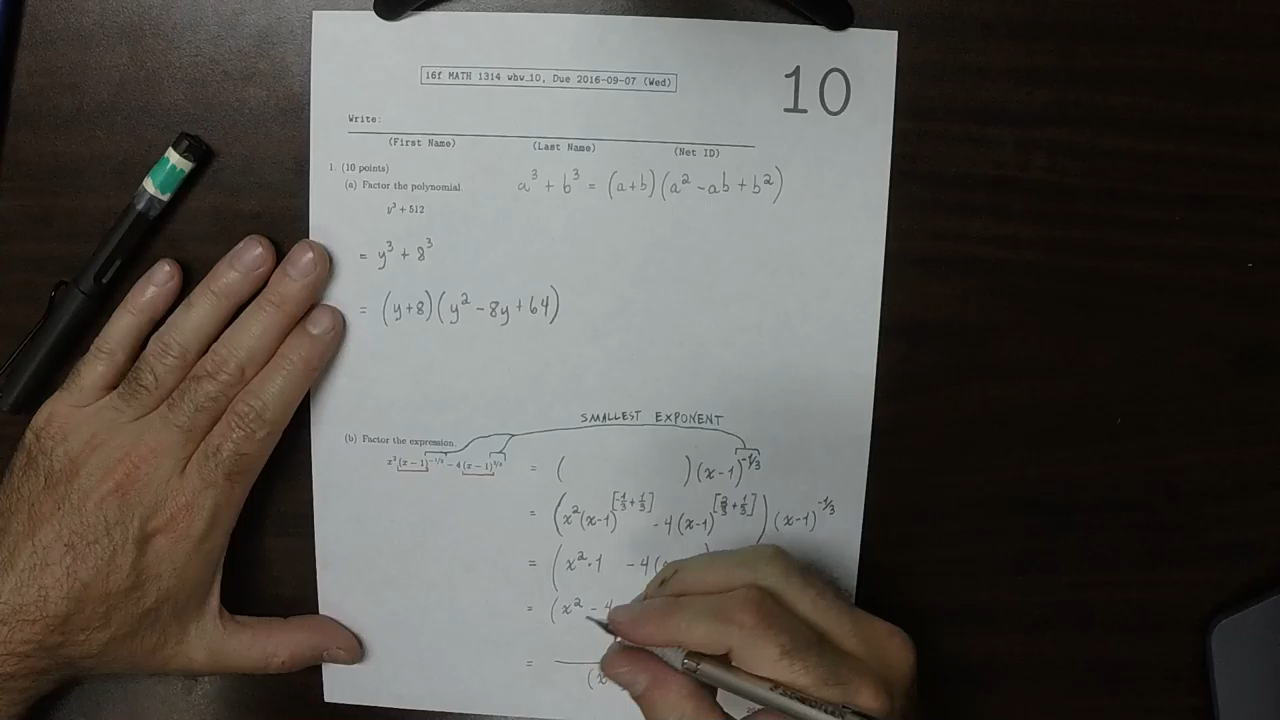 16f MATH 1314 wbw_10, Due 2016-09-07 (Wed)
10
Write:
(First Name) (Last Name) (Net ID)
1. (10 points)
(a) Factor the polynomial.
a³ + b³ = (a+b)(a² - ab + b²)
y³ + 512
= y³ + 8³
= (y+8)(y² - 8y + 64)
SMALLEST EXPONENT
(b) Factor the expression.
x²(x − 1)^(−1/3) − 4(x − 1)^(2/3) = ( )(x-1)^(-1/3)
= (x²(x-1)^[-1/3 + 1/3] - 4(x-1)^[2/3 + 1/3])(x-1)^(-1/3)
= (x²·1 - 4(
= (x² - 4
= (x